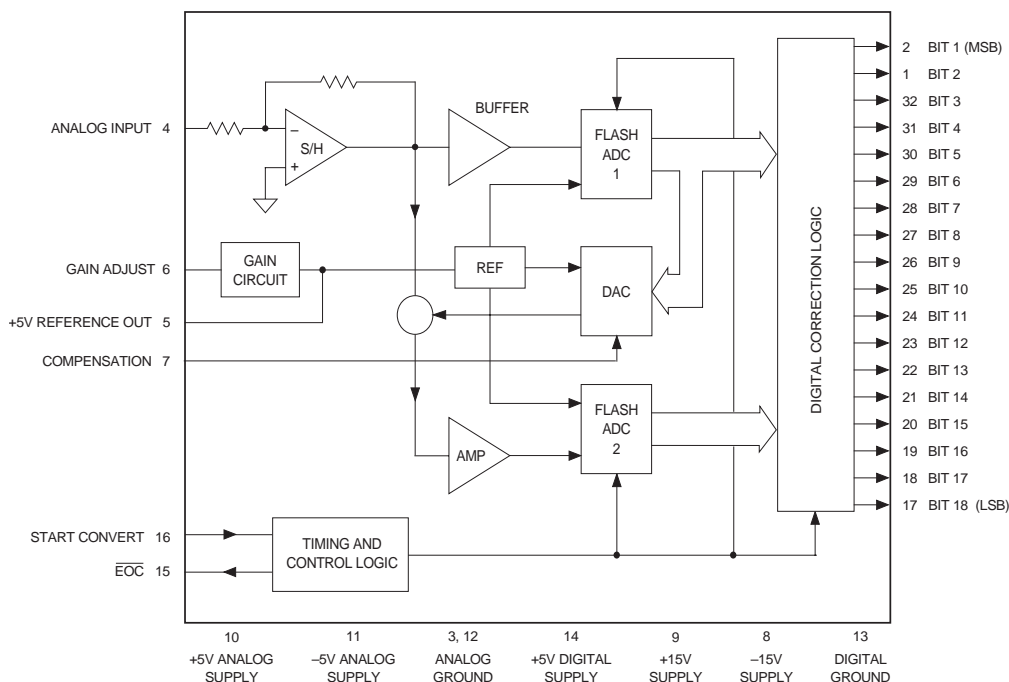 2 BIT 1 (MSB)
1 BIT 2
32 BIT 3
31 BIT 4
30 BIT 5
29 BIT 6
28 BIT 7
27 BIT 8
26 BIT 9
25 BIT 10
24 BIT 11
23 BIT 12
22 BIT 13
21 BIT 14
20 BIT 15
19 BIT 16
18 BIT 17
17 BIT 18 (LSB)
DIGITAL CORRECTION LOGIC
BUFFER
ANALOG INPUT 4
–
S/H
+
FLASH
ADC
1
GAIN ADJUST 6
GAIN
CIRCUIT
REF
DAC
+5V REFERENCE OUT 5
COMPENSATION 7
FLASH
ADC
2
AMP
START CONVERT 16
TIMING AND
CONTROL LOGIC
EOC 15
10
+5V ANALOG
SUPPLY
11
–5V ANALOG
SUPPLY
3, 12
ANALOG
GROUND
14
+5V DIGITAL
SUPPLY
9
+15V
SUPPLY
8
–15V
SUPPLY
13
DIGITAL
GROUND